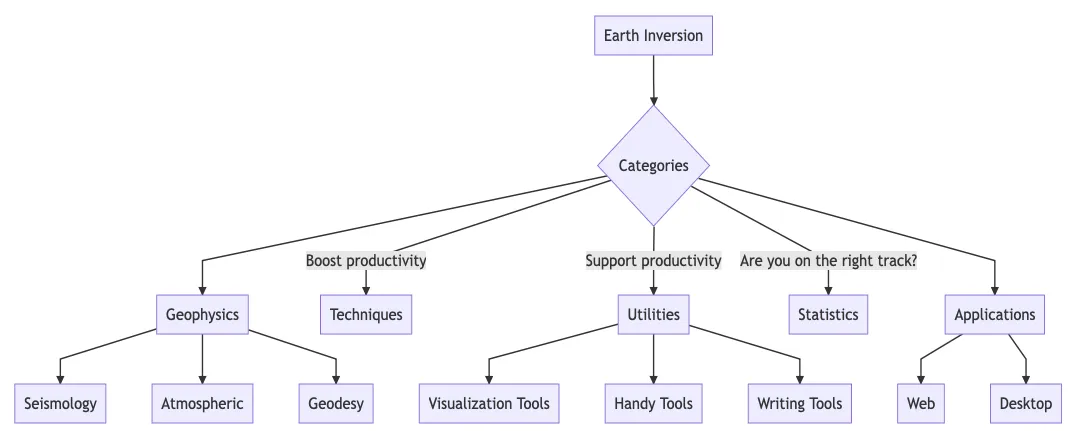 Earth Inversion
Categories
Boost productivity
Support productivity
Are you on the right track?
Geophysics
Techniques
Utilities
Statistics
Applications
Seismology
Atmospheric
Geodesy
Visualization Tools
Handy Tools
Writing Tools
Web
Desktop